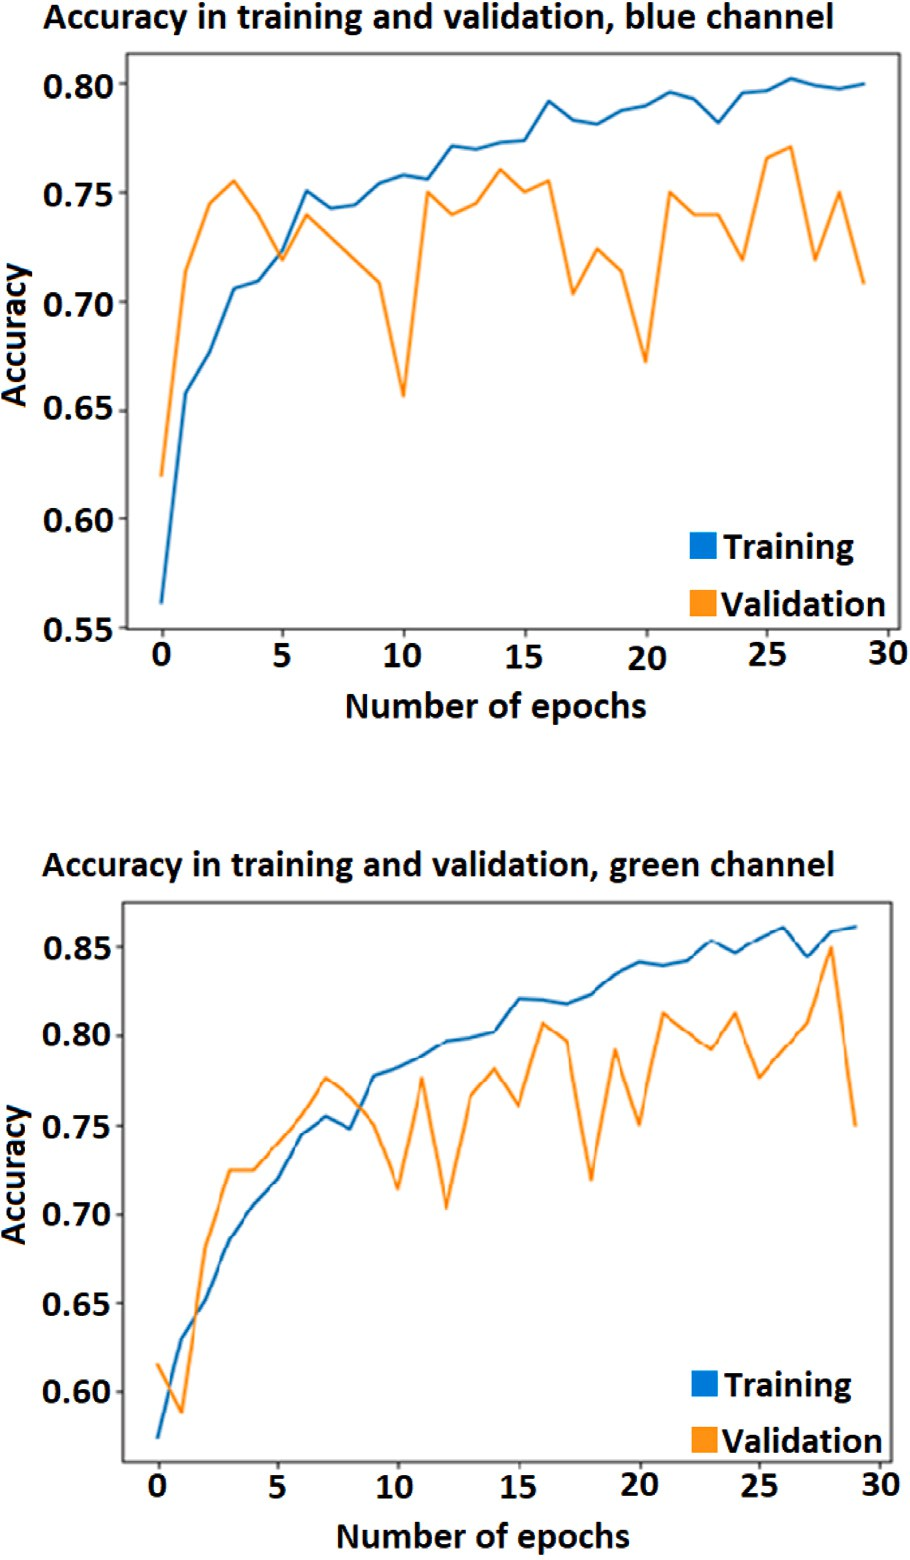 Accuracy in training and validation, blue channel
0.80
0.75
0.70
0.65
0.60
0.55
Accuracy
Training
Validation
0 5 10 15 20 25 30
Number of epochs
Accuracy in training and validation, green channel
0.85
0.80
0.75
0.70
0.65
0.60
Accuracy
Training
Validation
0 5 10 15 20 25 30
Number of epochs